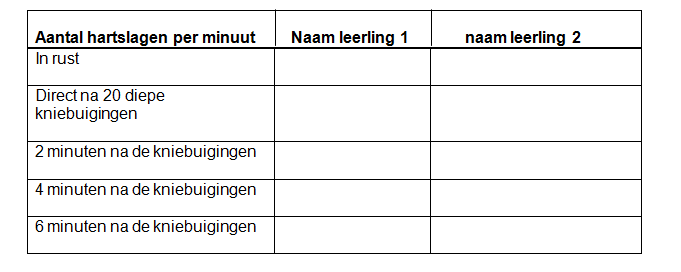 Aantal hartslagen per minuut Naam leerling 1 naam leerling 2
In rust
Direct na 20 diepe
kniebuigingen
2 minuten na de kniebuigingen
4 minuten na de kniebuigingen
6 minuten na de kniebuigingen